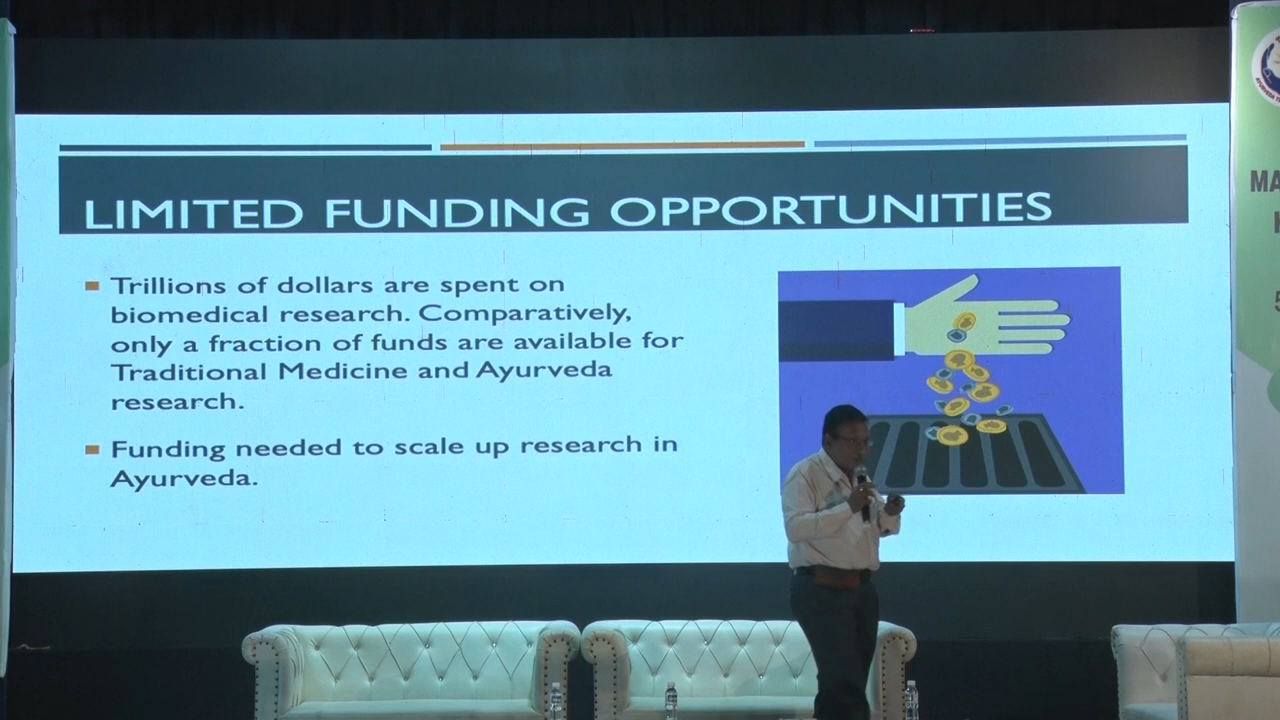 LIMITED FUNDING OPPORTUNITIES
Trillions of dollars are spent on
biomedical research. Comparatively,
only a fraction of funds are available for
Traditional Medicine and Ayurveda
research.
Funding needed to scale up research in
Ayurveda.
MA